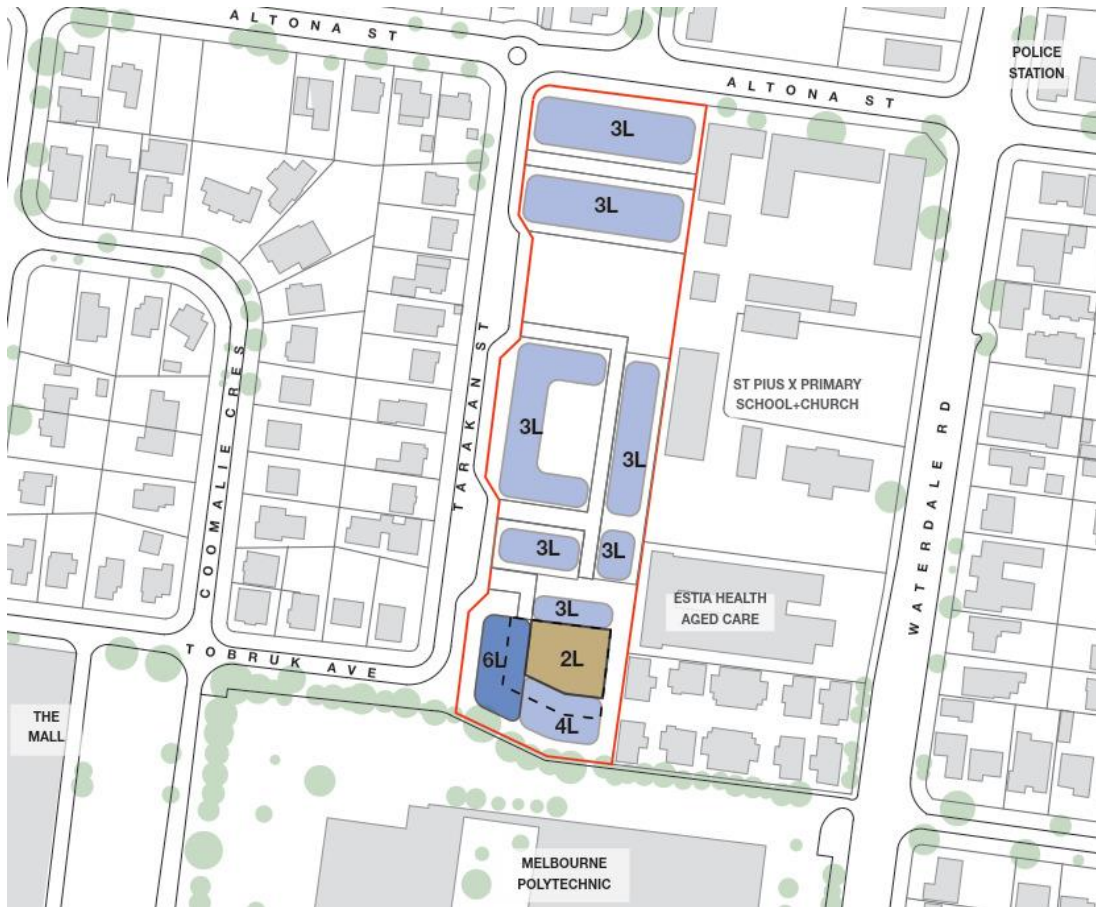 ALTONA ST
POLICE
STATION
ALTONA ST
3L
3L
COOMALIE CRES
TARAKAN ST
3L
3L
ST PIUS X PRIMARY
SCHOOL+CHURCH
WATERDALE RD
3L
3L
3L
ESTIA HEALTH
AGED CARE
6L
2L
TOBRUK AVE
4L
THE
MALL
MELBOURNE
POLYTECHNIC